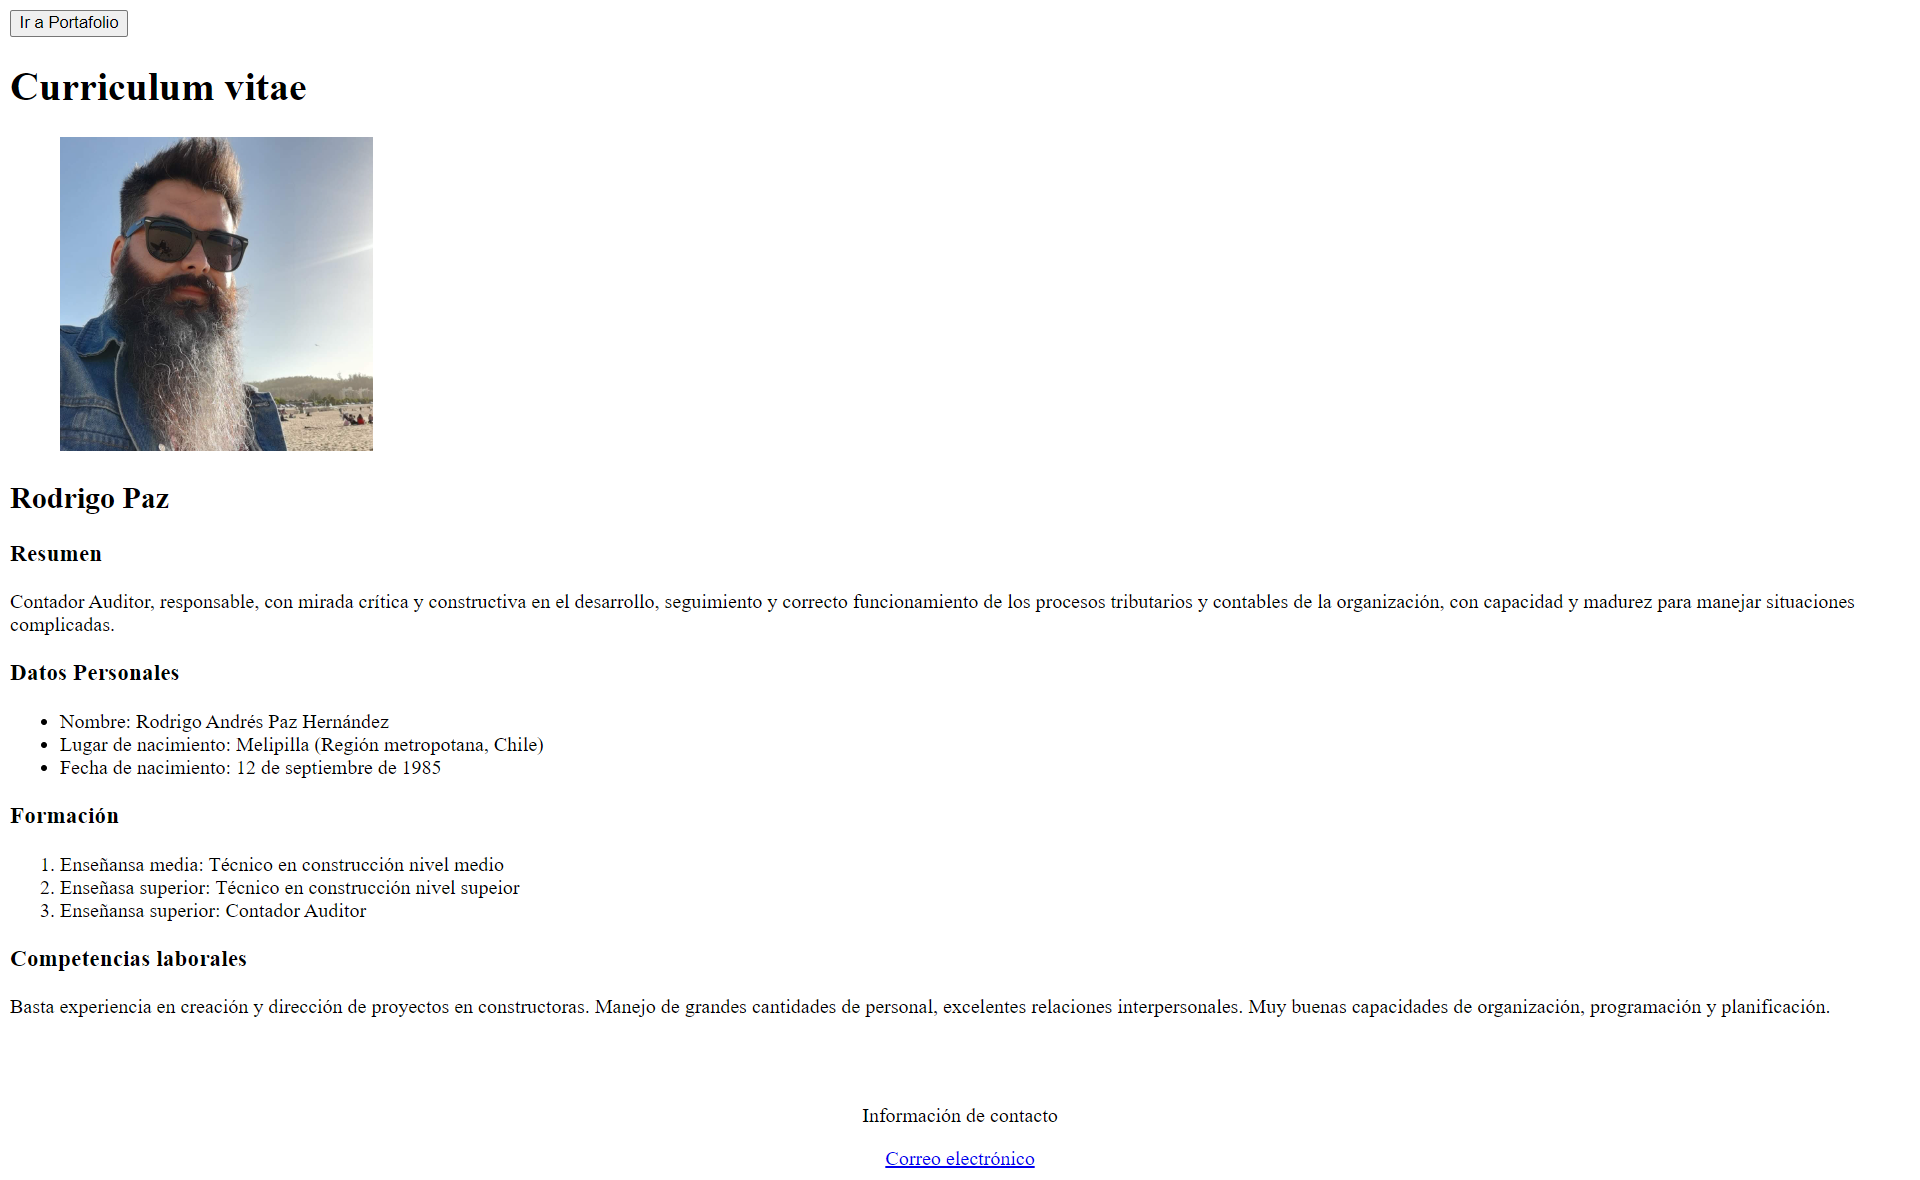 Ir a Portafolio
Curriculum vitae
Rodrigo Paz
Resumen
Contador Auditor, responsable, con mirada crítica y constructiva en el desarrollo, seguimiento y correcto funcionamiento de los procesos tributarios y contables de la organización, con capacidad y madurez para manejar situaciones
complicadas.
Datos Personales
• Nombre: Rodrigo Andrés Paz Hernández
• Lugar de nacimiento: Melipilla (Región metropotana, Chile)
• Fecha de nacimiento: 12 de septiembre de 1985
Formación
1. Enseñansa media: Técnico en construcción nivel medio
2. Enseñasa superior: Técnico en construcción nivel supeior
3. Enseñansa superior: Contador Auditor
Competencias laborales
Basta experiencia en creación y dirección de proyectos en constructoras. Manejo de grandes cantidades de personal, excelentes relaciones interpersonales. Muy buenas capacidades de organización, programación y planificación.
Información de contacto
Correo electrónico